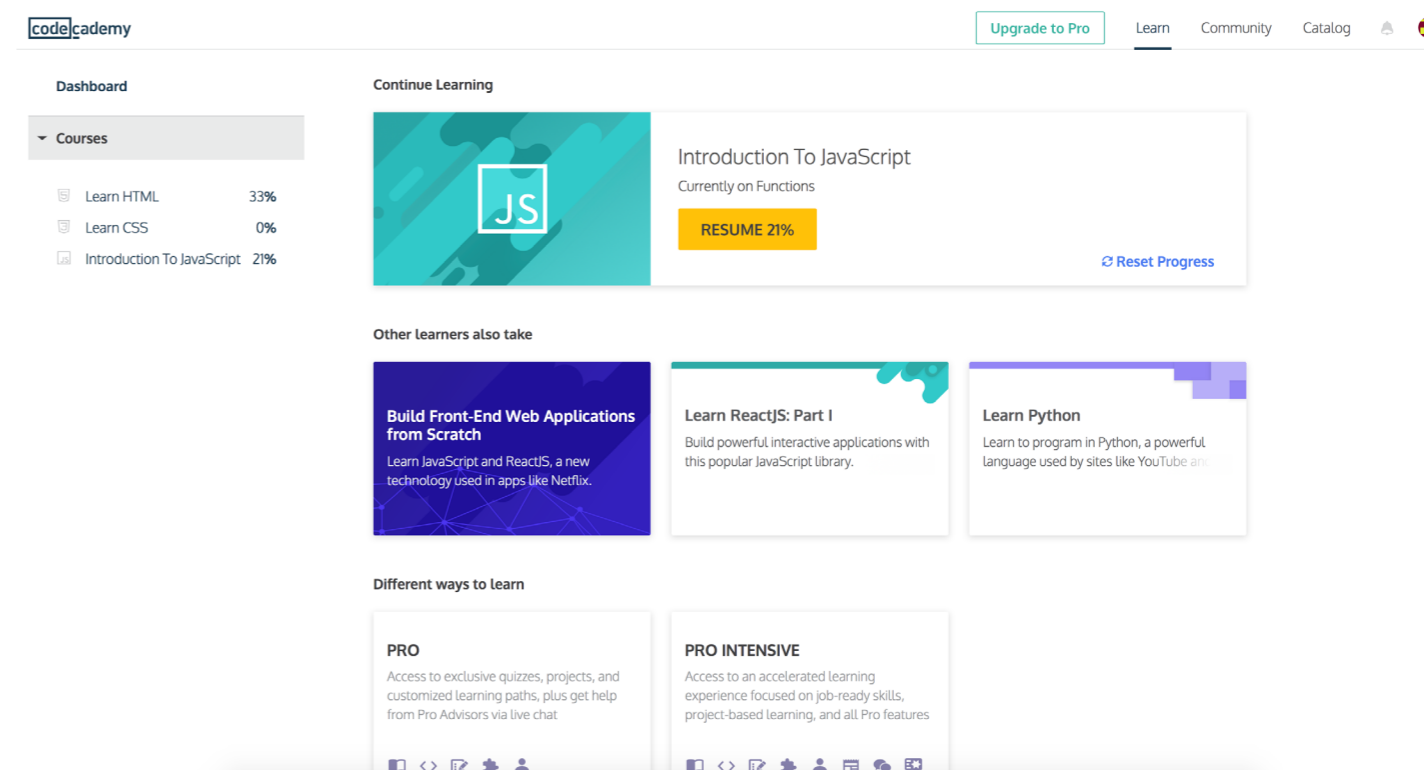 codecademy
Upgrade to Pro
Learn
Community
Catalog
Dashboard
Courses
Learn HTML 33%
Learn CSS 0%
Introduction To JavaScript 21%
Continue Learning
JS
Introduction To JavaScript
Currently on Functions
RESUME 21%
Reset Progress
Other learners also take
Build Front-End Web Applications
from Scratch
Learn JavaScript and ReactJS, a new
technology used in apps like Netflix.
Learn ReactJS: Part I
Build powerful interactive applications with
this popular JavaScript library.
Learn Python
Learn to program in Python, a powerful
language used by sites like YouTube an
Different ways to learn
PRO
Access to exclusive quizzes, projects, and
customized learning paths, plus get help
from Pro Advisors via live chat
PRO INTENSIVE
Access to an accelerated learning
experience focused on job-ready skills,
project-based learning, and all Pro features